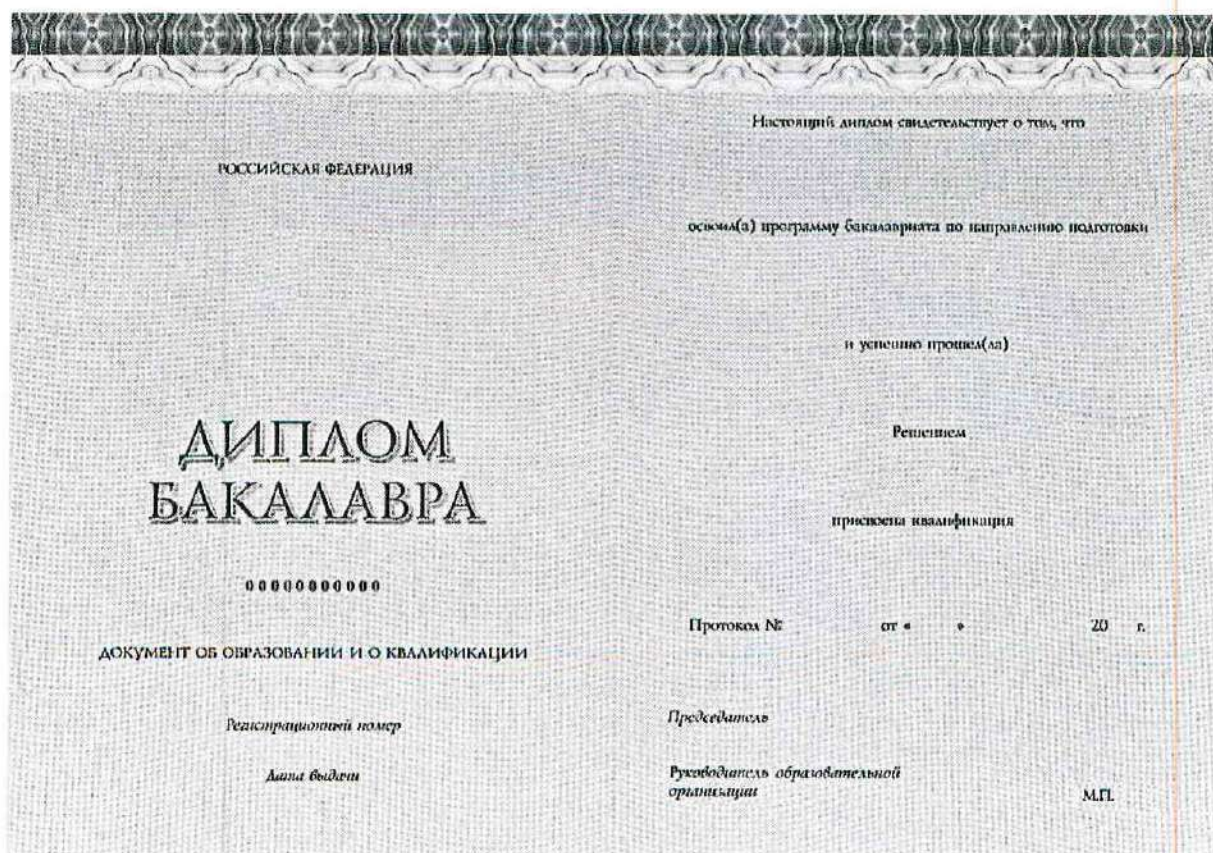 РОССИЙСКАЯ ФЕДЕРАЦИЯ
ДИПЛОМ
БАКАЛАВРА
00000000000
ДОКУМЕНТ ОБ ОБРАЗОВАНИИ И О КВАЛИФИКАЦИИ
Регистрационный номер
Дата выдачи
Настоящий диплом свидетельствует о том, что
освоил(а) программу бакалавриата по направлению подготовки
и успешно прошел(ла)
Решением
присвоена квалификация
Протокол № от « » 20 г.
Председатель
Руководитель образовательной
организации
М.П.